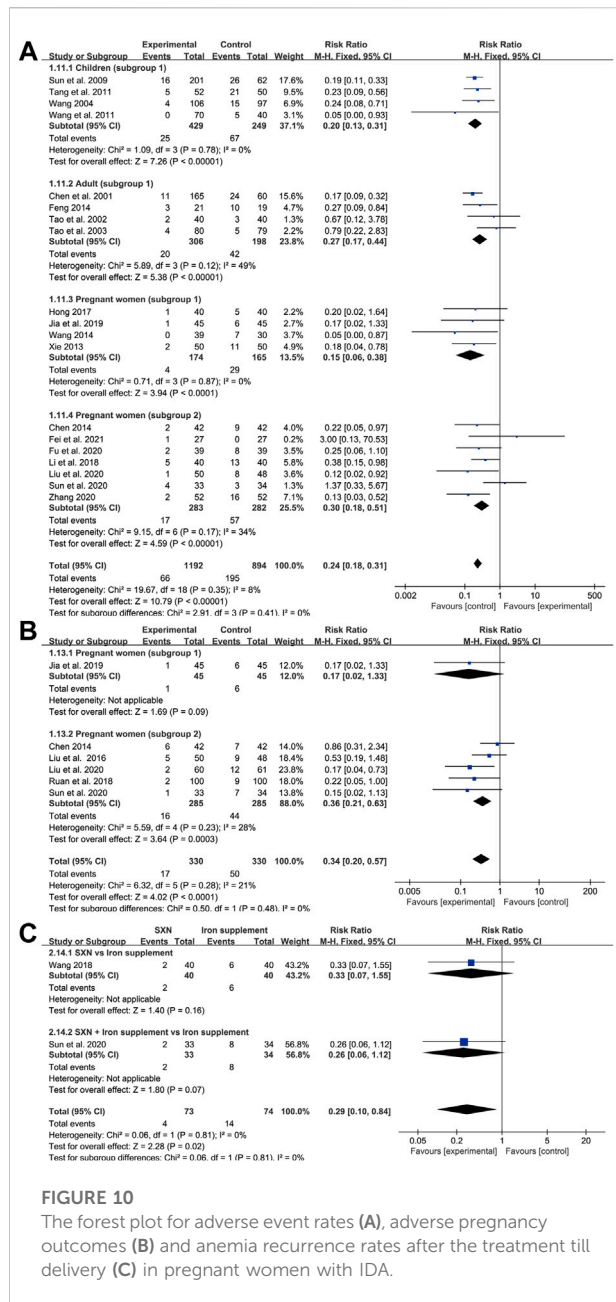 A
Experimental Control Risk Ratio Risk Ratio
Study or Subgroup Events Total Events Total Weight M-H. Fixed. 95% CI M-H. Fixed. 95% CI
1.11.1 Children (subgroup 1)
Sun et al. 2009 16 201 26 62 17.6% 0.19 [0.11, 0.33]
Tang et al. 2011 5 52 21 50 9.5% 0.23 [0.09, 0.56]
Wang 2004 4 106 15 97 7.1% 0.24 [0.08, 0.71]
Wang et al. 2011 0 70 5 40 3.1% 0.05 [0.00, 0.93]
Subtotal (95% CI) 429 249 37.1% 0.20 [0.13, 0.31]
Total events 25 67
Heterogeneity: Chi² = 1.09, df = 3 (P = 0.78); I² = 0%
Test for overall effect: Z = 7.26 (P < 0.00001)
1.11.2 Adult (subgroup 1)
Chen et al. 2001 11 165 24 60 15.6% 0.17 [0.09, 0.32]
Feng 2014 3 21 10 19 4.7% 0.27 [0.09, 0.84]
Tao et al. 2002 2 40 3 40 1.3% 0.67 [0.12, 3.78]
Tao et al. 2003 4 80 5 79 2.2% 0.79 [0.22, 2.83]
Subtotal (95% CI) 306 198 23.8% 0.27 [0.17, 0.44]
Total events 20 42
Heterogeneity: Chi² = 5.89, df = 3 (P = 0.12); I² = 49%
Test for overall effect: Z = 5.38 (P < 0.00001)
1.11.3 Pregnant women (subgroup 1)
Hong 2017 1 40 5 40 2.2% 0.20 [0.02, 1.64]
Jia et al. 2019 1 45 6 45 2.7% 0.17 [0.02, 1.33]
Wang 2014 0 39 7 30 3.7% 0.05 [0.00, 0.87]
Xie 2013 2 50 11 50 4.9% 0.18 [0.04, 0.78]
Subtotal (95% CI) 174 165 13.5% 0.15 [0.06, 0.38]
Total events 4 29
Heterogeneity: Chi² = 0.71, df = 3 (P = 0.87); I² = 0%
Test for overall effect: Z = 3.94 (P < 0.0001)
1.11.4 Pregnant women (subgroup 2)
Chen 2014 2 42 9 42 4.0% 0.22 [0.05, 0.97]
Fei et al. 2021 1 27 0 27 0.2% 3.00 [0.13, 70.53]
Fu et al. 2020 2 39 8 39 3.6% 0.25 [0.06, 1.10]
Li et al. 2018 5 40 13 40 5.8% 0.38 [0.15, 0.98]
Liu et al. 2020 1 50 8 48 3.6% 0.12 [0.02, 0.92]
Sun et al. 2020 4 33 3 34 1.3% 1.37 [0.33, 5.67]
Zhang 2020 2 52 16 52 7.1% 0.13 [0.03, 0.52]
Subtotal (95% CI) 283 282 25.5% 0.30 [0.18, 0.51]
Total events 17 57
Heterogeneity: Chi² = 9.15, df = 6 (P = 0.17); I² = 34%
Test for overall effect: Z = 4.59 (P < 0.00001)
Total (95% CI) 1192 894 100.0% 0.24 [0.18, 0.31]
Total events 66 195
Heterogeneity: Chi² = 19.67, df = 18 (P = 0.35); I² = 8%
Test for overall effect: Z = 10.79 (P < 0.00001)
Test for subgroup differences: Chi² = 2.91. df = 3 (P = 0.41). I² = 0%
0.002 0.1 1 10 500
Favours [control] Favours [experimental]
B
Experimental Control Risk Ratio Risk Ratio
Study or Subgroup Events Total Events Total Weight M-H. Fixed. 95% CI M-H. Fixed. 95% CI
1.13.1 Pregnant women (subgroup 1)
Jia et al. 2019 1 45 6 45 12.0% 0.17 [0.02, 1.33]
Subtotal (95% CI) 45 45 12.0% 0.17 [0.02, 1.33]
Total events 1 6
Heterogeneity: Not applicable
Test for overall effect: Z = 1.69 (P = 0.09)
1.13.2 Pregnant women (subgroup 2)
Chen 2014 6 42 7 42 14.0% 0.86 [0.31, 2.34]
Liu et al. 2016 5 50 9 48 18.4% 0.53 [0.19, 1.48]
Liu et al. 2020 2 60 12 61 23.8% 0.17 [0.04, 0.73]
Ruan et al. 2018 2 100 9 100 18.0% 0.22 [0.05, 1.00]
Sun et al. 2020 1 33 7 34 13.8% 0.15 [0.02, 1.13]
Subtotal (95% CI) 285 285 88.0% 0.36 [0.21, 0.63]
Total events 16 44
Heterogeneity: Chi² = 5.59, df = 4 (P = 0.23); I² = 28%
Test for overall effect: Z = 3.64 (P = 0.0003)
Total (95% CI) 330 330 100.0% 0.34 [0.20, 0.57]
Total events 17 50
Heterogeneity: Chi² = 6.32, df = 5 (P = 0.28); I² = 21%
Test for overall effect: Z = 4.02 (P < 0.0001)
Test for subgroup differences: Chi² = 0.50. df = 1 (P = 0.48). I² = 0%
0.005 0.1 1 10 200
Favours [experimental] Favours [control]
C
SXN Iron supplement Risk Ratio Risk Ratio
Study or Subgroup Events Total Events Total Weight M-H. Fixed. 95% CI M-H. Fixed. 95% CI
2.14.1 SXN vs Iron supplement
Wang 2018 2 40 6 40 43.2% 0.33 [0.07, 1.55]
Subtotal (95% CI) 40 40 43.2% 0.33 [0.07, 1.55]
Total events 2 6
Heterogeneity: Not applicable
Test for overall effect: Z = 1.40 (P = 0.16)
2.14.2 SXN + Iron supplement vs Iron supplement
Sun et al. 2020 2 33 8 34 56.8% 0.26 [0.06, 1.12]
Subtotal (95% CI) 33 34 56.8% 0.26 [0.06, 1.12]
Total events 2 8
Heterogeneity: Not applicable
Test for overall effect: Z = 1.80 (P = 0.07)
Total (95% CI) 73 74 100.0% 0.29 [0.10, 0.84]
Total events 4 14
Heterogeneity: Chi² = 0.06, df = 1 (P = 0.81); I² = 0%
Test for overall effect: Z = 2.28 (P = 0.02)
Test for subgroup differences: Chi² = 0.06. df = 1 (P = 0.81). I² = 0%
0.05 0.2 1 5 20
Favours [experimental] Favours [control]
FIGURE 10
The forest plot for adverse event rates (A), adverse pregnancy
outcomes (B) and anemia recurrence rates after the treatment till
delivery (C) in pregnant women with IDA.